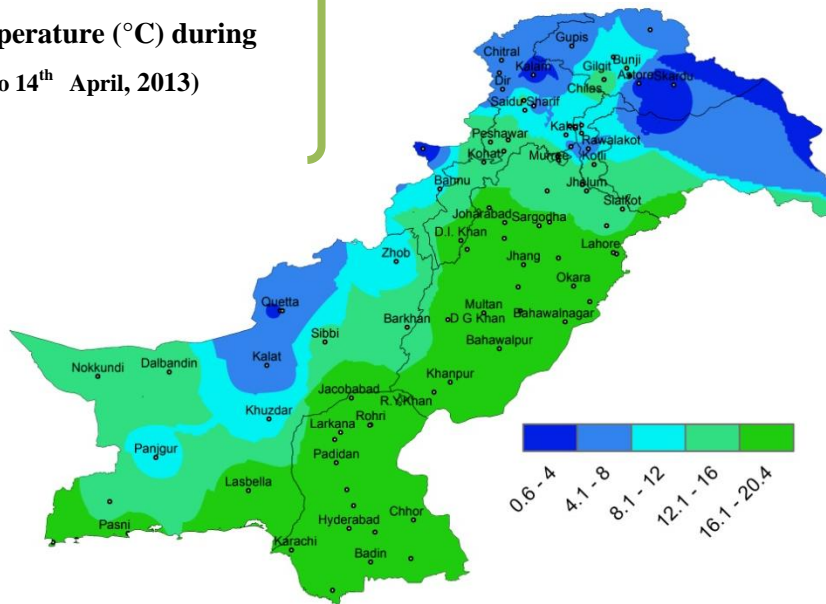 perature (°C) during
o 14th April, 2013)
Gupis
Chitral
Bunji
Kalam
Gilgit
Astore
Skardu
Dir
Chilas
Saidu Sharif
Kakul
Peshawar
Rawalakot
Kohat
Murree
Kotli
Bannu
Jhelum
Sialkot
Joharabad
Sargodha
D.I. Khan
Lahore
Zhob
Jhang
Okara
Quetta
Multan
Barkhan
D G Khan
Bahawalnagar
Sibbi
Bahawalpur
Kalat
Dalbandin
Nokkundi
Khanpur
Jacobabad
R.Y.Khan
Khuzdar
Rohri
Larkana
Panjgur
Padidan
Lasbella
Chhor
Pasni
Hyderabad
Karachi
Badin
0.6 - 4
4.1 - 8
8.1 - 12
12.1 - 16
16.1 - 20.4